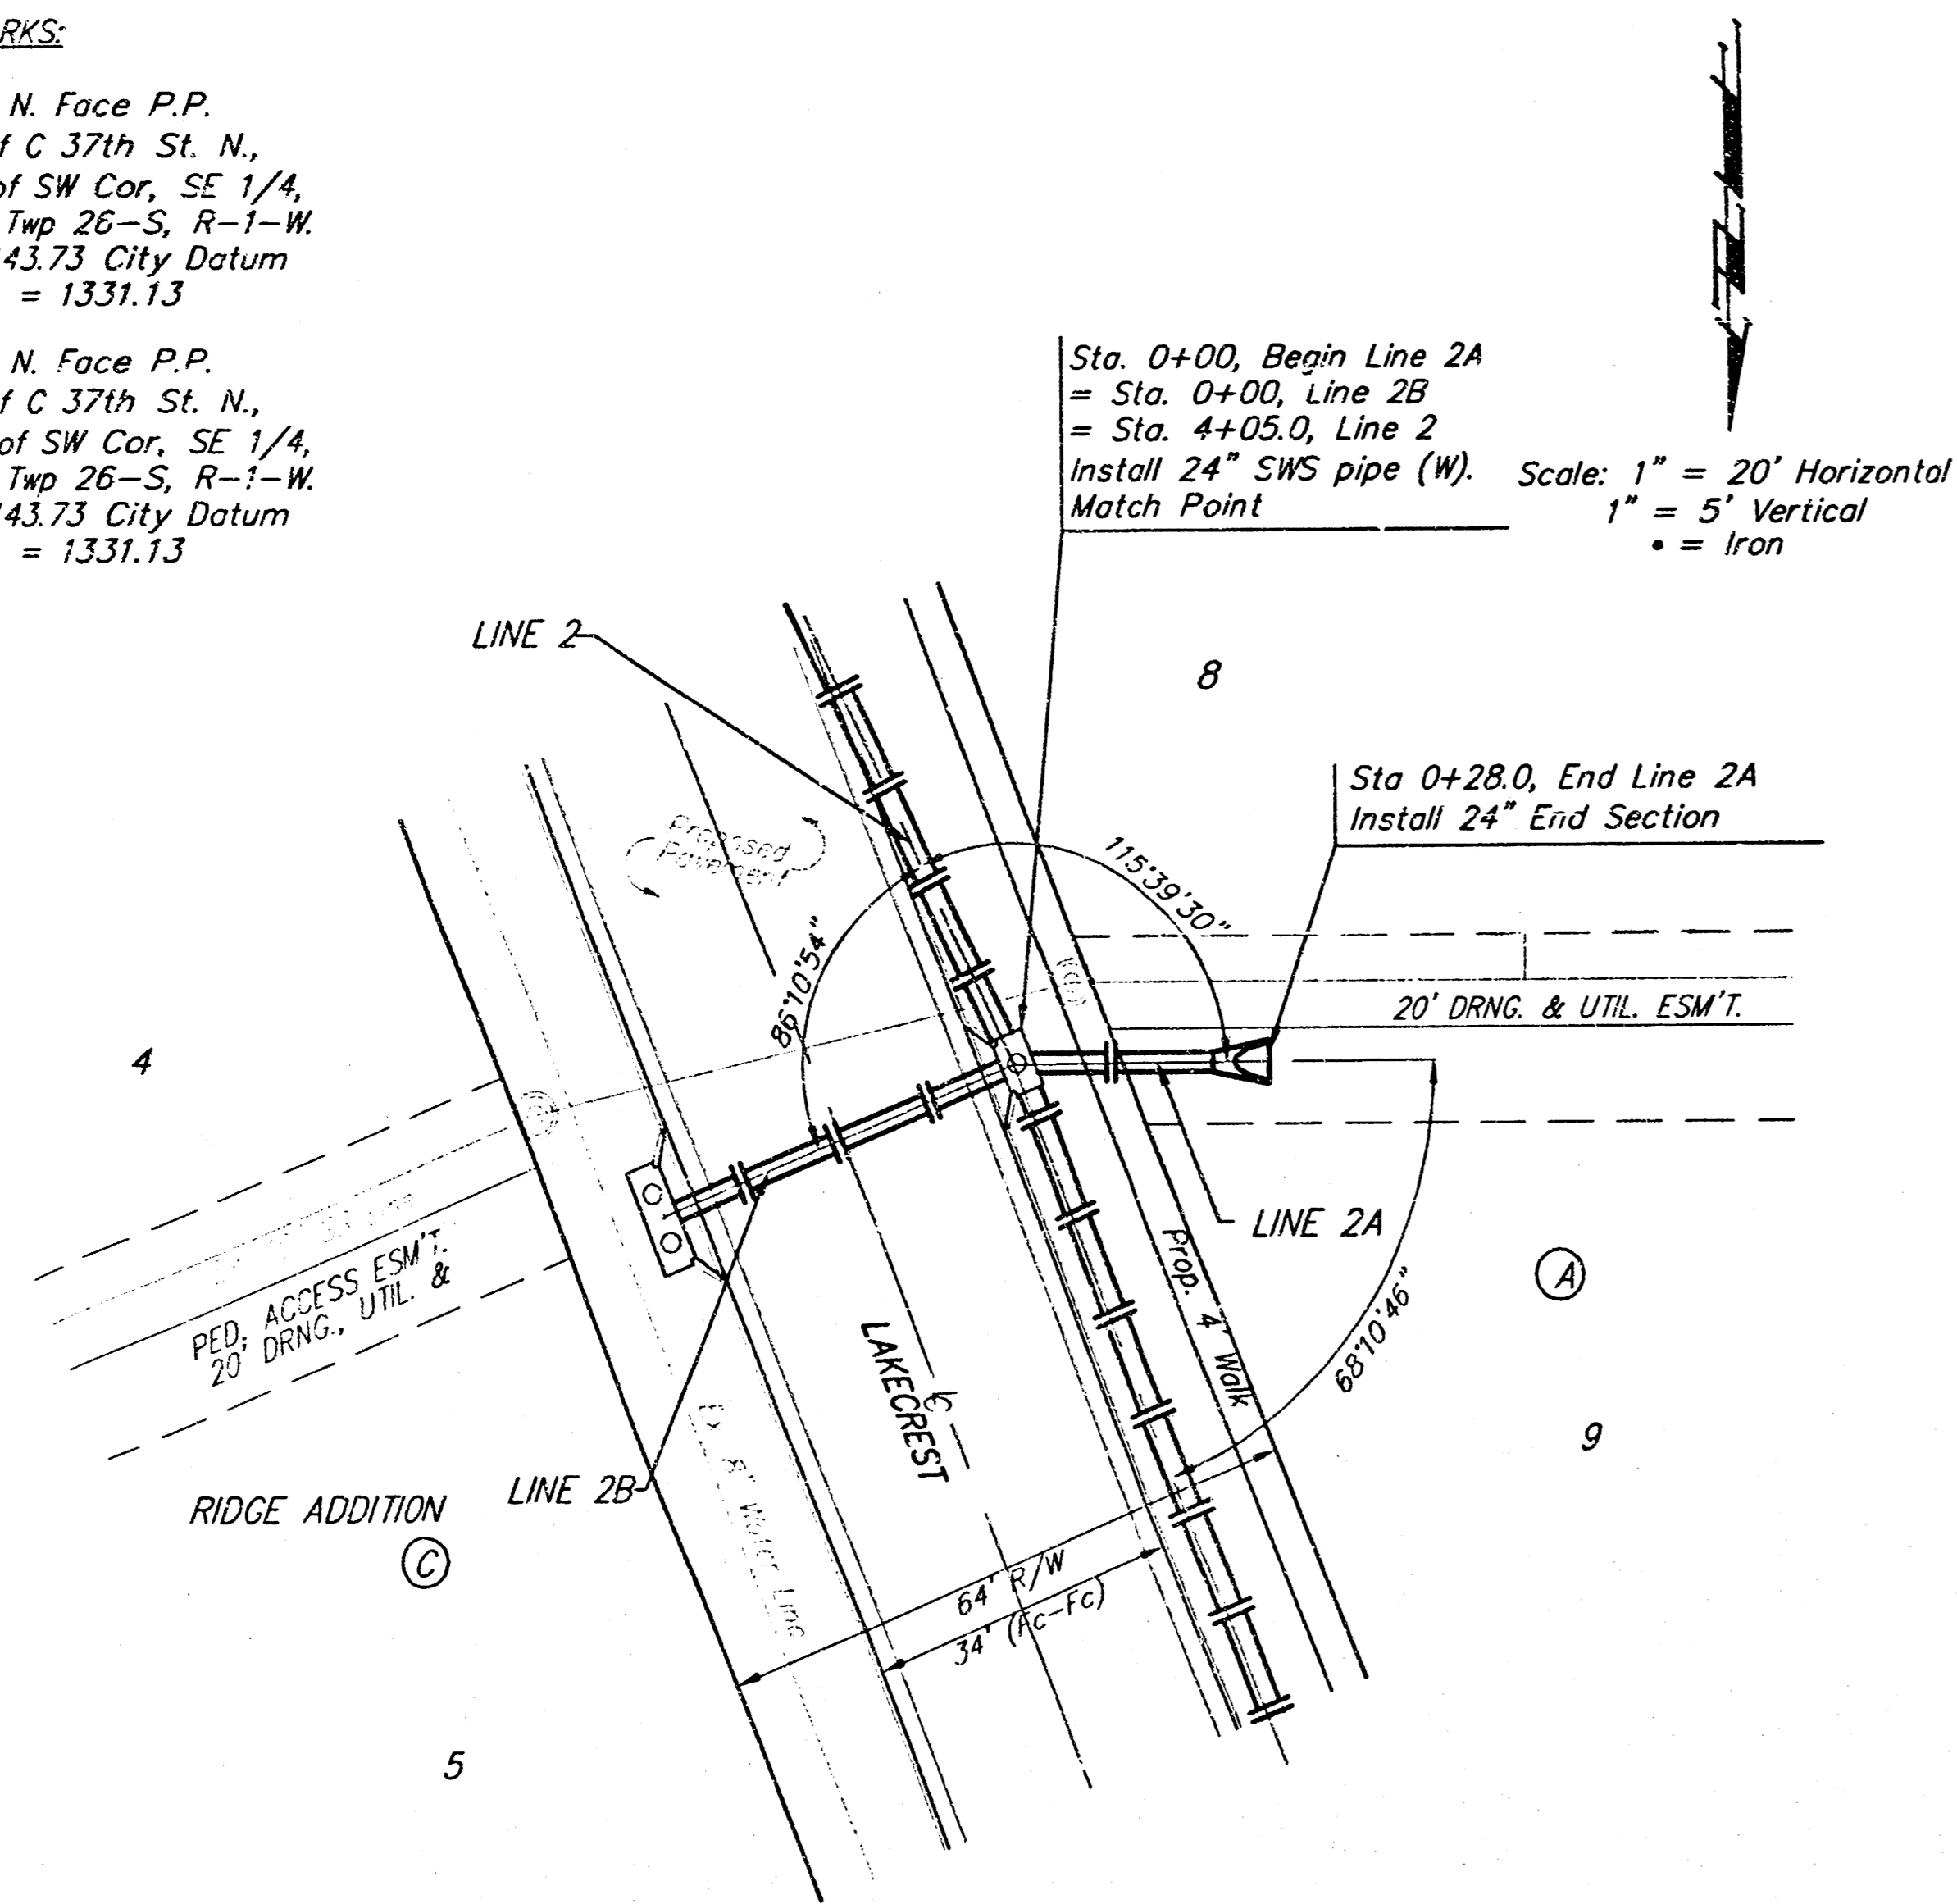 RKS:
N. Face P.P.
f C 37th St. N.,
of SW Cor, SE 1/4,
Twp 26-S, R-1-W.
43.73 City Datum
= 1331.13
N. Face P.P.
f C 37th St. N.,
of SW Cor, SE 1/4,
Twp 26-S, R-1-W.
43.73 City Datum
= 1331.13
Sta. 0+00, Begin Line 2A
= Sta. 0+00, Line 2B
= Sta. 4+05.0, Line 2
Install 24" SWS pipe (W).
Match Point
Scale: 1" = 20' Horizontal
1" = 5' Vertical
• = Iron
LINE 2
8
Sta 0+28.0, End Line 2A
Install 24" End Section
Proposed
Pavement
115°39'30"
86°10'54"
20' DRNG. & UTIL. ESM'T.
4
LINE 2A
PED. ACCESS ESM'T.
20' DRNG., UTIL. &
Prop. 4' Walk
A
68°10'46"
LAKECREST
℄
9
Ex. 8" Water Line
LINE 2B
RIDGE ADDITION
C
64' R/W
34' (Fc-Fc)
5